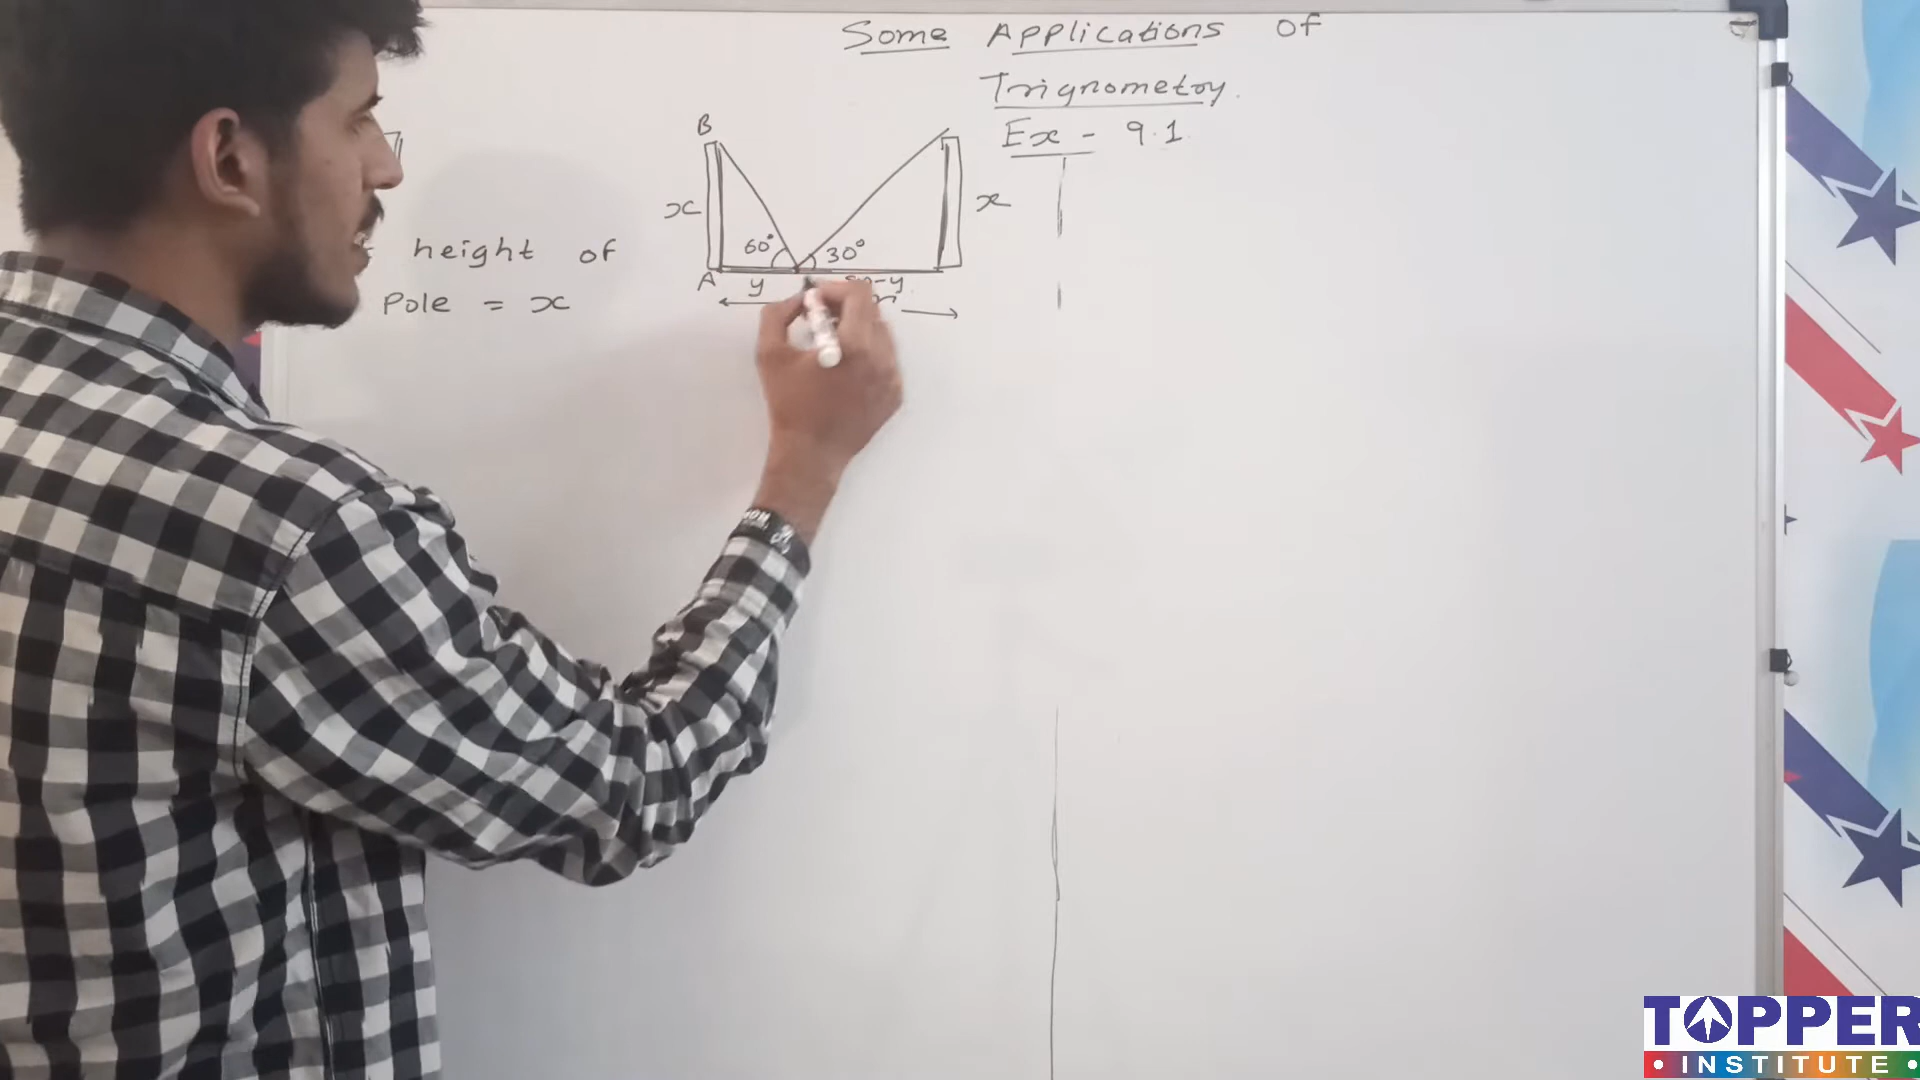 Some Applications Of
Trignometry.
Ex - 9.1
B
x
x
60°
30°
height of
A
y
-y
Pole = x
TOPPER
INSTITUTE